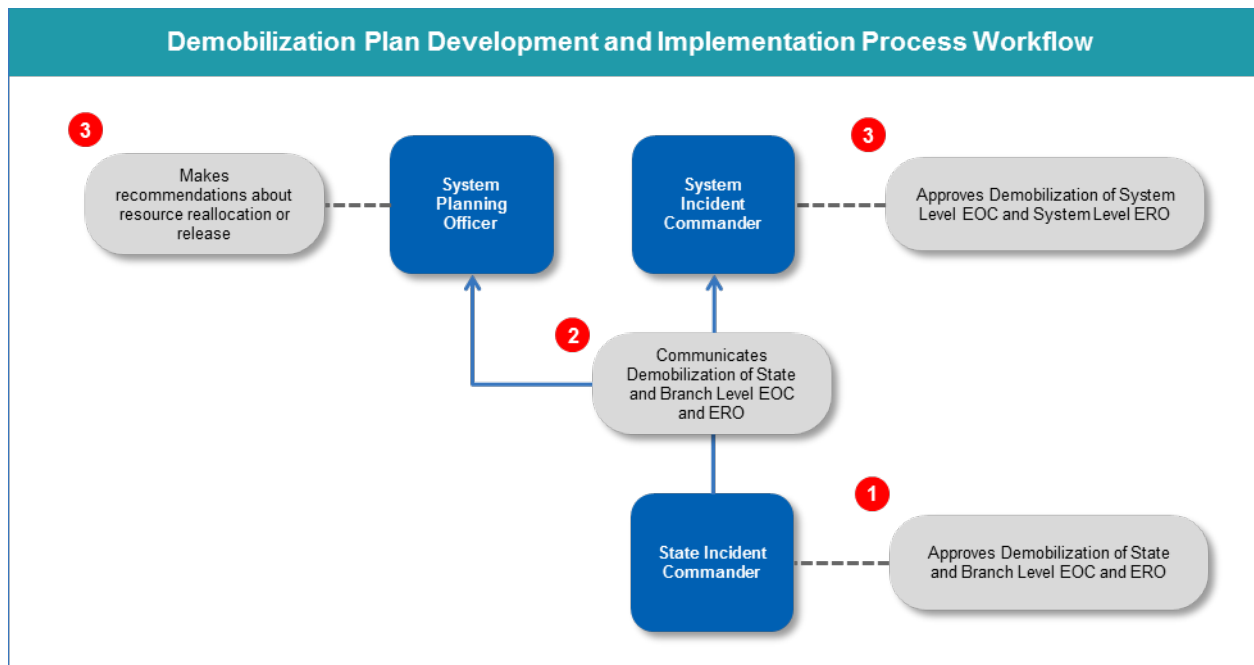 Demobilization Plan Development and Implementation Process Workflow
3
Makes
recommendations about
resource reallocation or
release
System
Planning
Officer
System
Incident
Commander
3
Approves Demobilization of System
Level EOC and System Level ERO
2
Communicates
Demobilization of State
and Branch Level EOC
and ERO
State Incident
Commander
1
Approves Demobilization of State
and Branch Level EOC and ERO